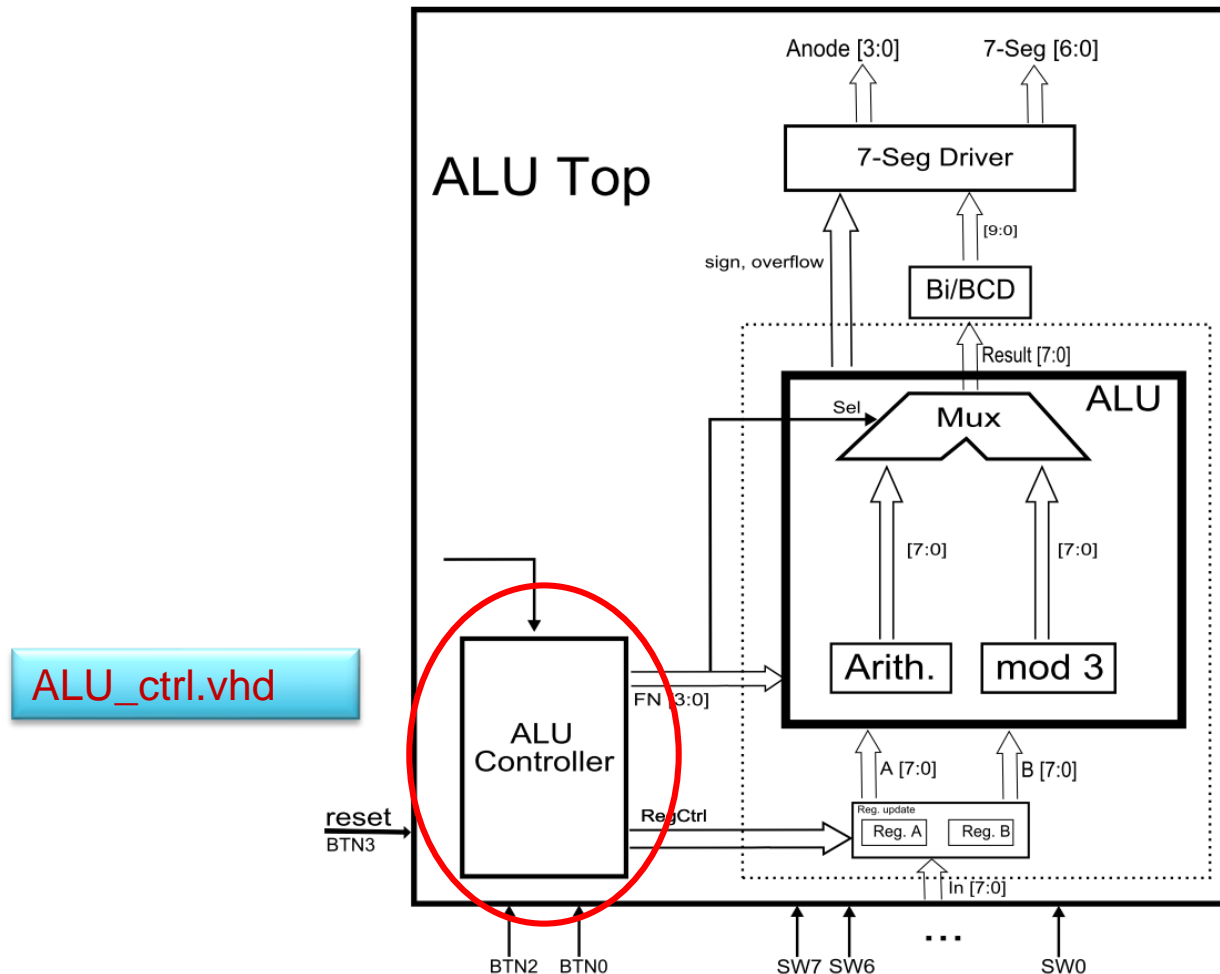 Anode [3:0]
7-Seg [6:0]
7-Seg Driver
ALU Top
[9:0]
sign, overflow
Bi/BCD
Result [7:0]
ALU
Sel
Mux
[7:0]
[7:0]
Arith.
mod 3
ALU_ctrl.vhd
FN [3:0]
ALU
Controller
A [7:0]
B [7:0]
Reg. update
reset
BTN3
RegCtrl
Reg. A
Reg. B
In [7:0]
...
BTN2
BTN0
SW7
SW6
SW0